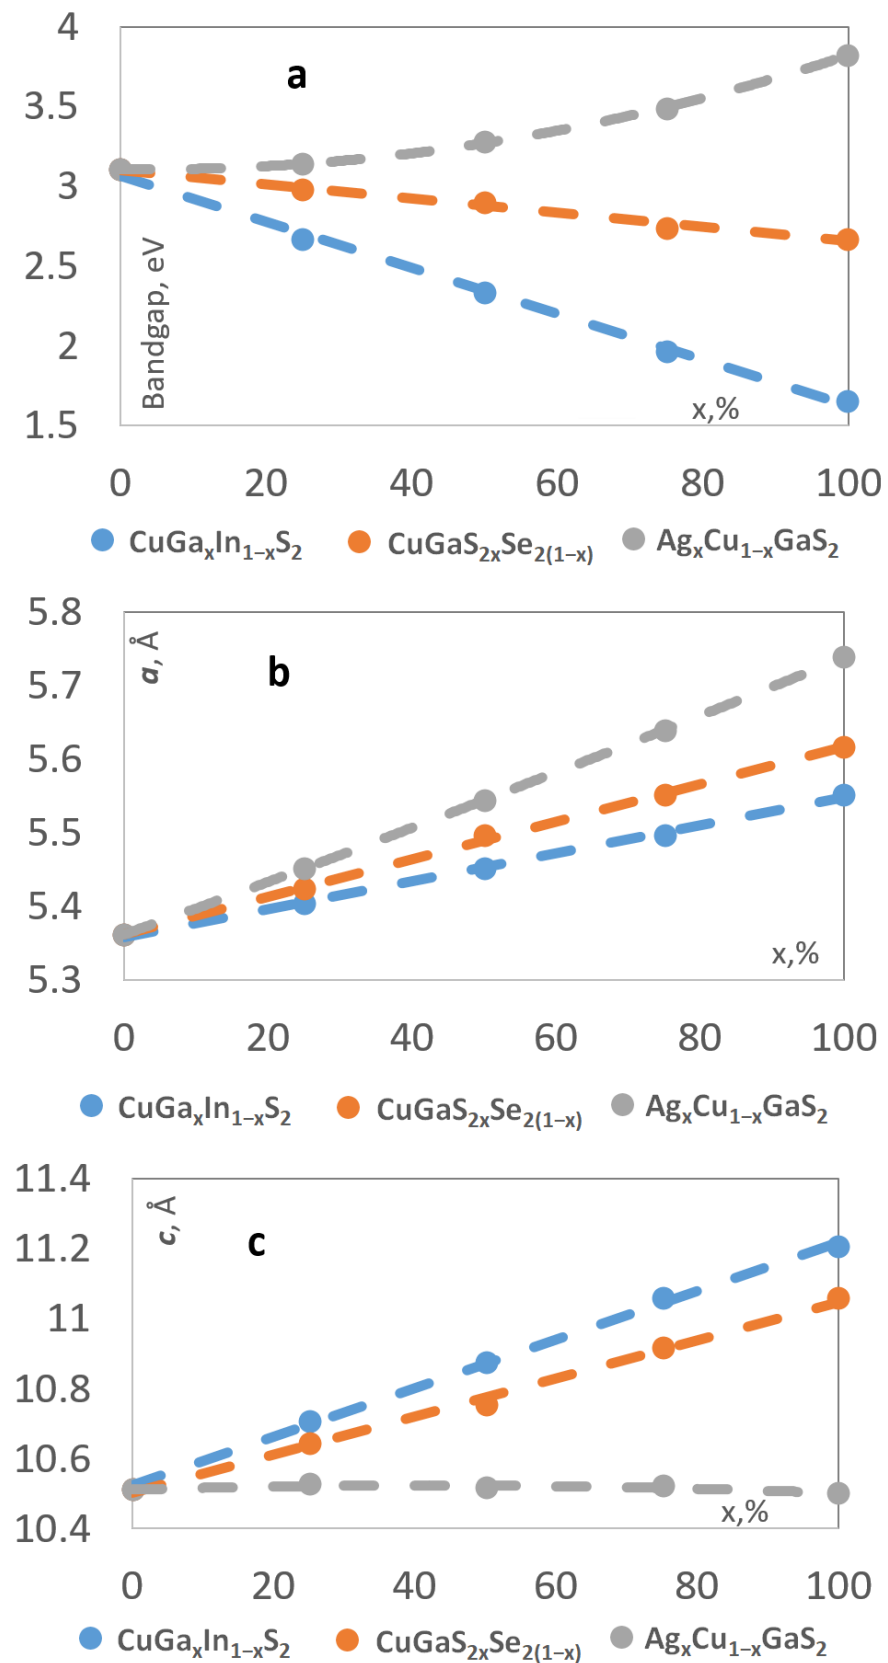 4
a
3.5
3
2.5
2
1.5
Bandgap, eV
x,%
0 20 40 60 80 100
CuGaₓIn₁₋ₓS₂ CuGaS₂ₓSe₂₍₁₋ₓ₎ AgₓCu₁₋ₓGaS₂
5.8
a, Å
b
5.7
5.6
5.5
5.4
5.3
x,%
0 20 40 60 80 100
CuGaₓIn₁₋ₓS₂ CuGaS₂ₓSe₂₍₁₋ₓ₎ AgₓCu₁₋ₓGaS₂
11.4
c, Å
c
11.2
11
10.8
10.6
10.4
x,%
0 20 40 60 80 100
CuGaₓIn₁₋ₓS₂ CuGaS₂ₓSe₂₍₁₋ₓ₎ AgₓCu₁₋ₓGaS₂